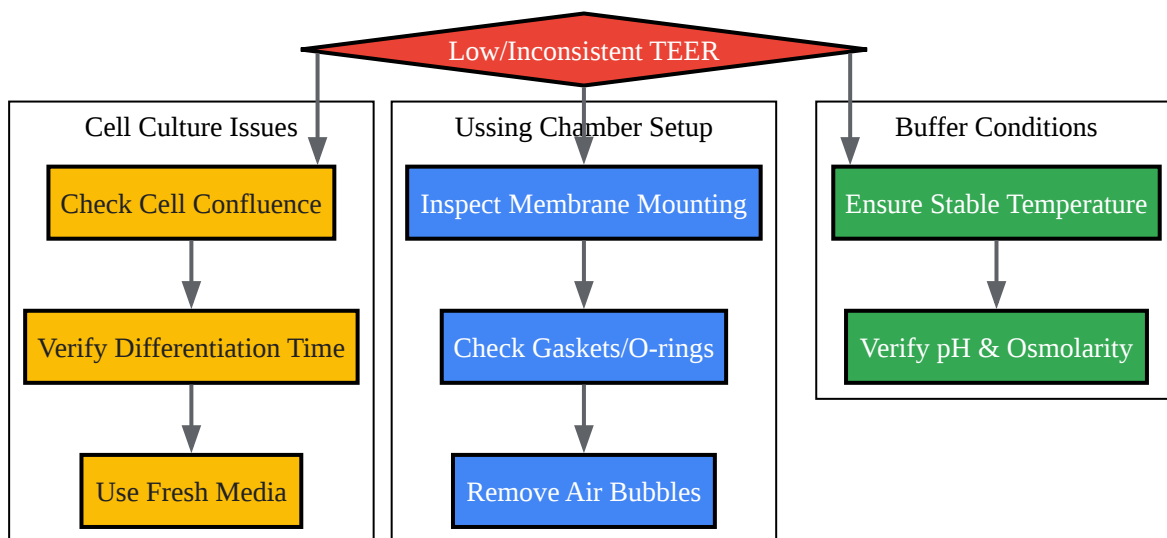 Low/Inconsistent TEER
Cell Culture Issues
Check Cell Confluence
Verify Differentiation Time
Use Fresh Media
Ussing Chamber Setup
Inspect Membrane Mounting
Check Gaskets/O-rings
Remove Air Bubbles
Buffer Conditions
Ensure Stable Temperature
Verify pH & Osmolarity